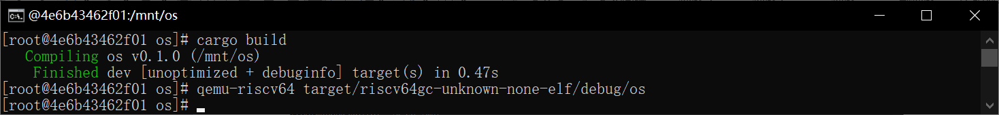 @4e6b43462f01:/mnt/os
[root@4e6b43462f01 os]# cargo build
   Compiling os v0.1.0 (/mnt/os)
    Finished dev [unoptimized + debuginfo] target(s) in 0.47s
[root@4e6b43462f01 os]# qemu-riscv64 target/riscv64gc-unknown-none-elf/debug/os
[root@4e6b43462f01 os]#